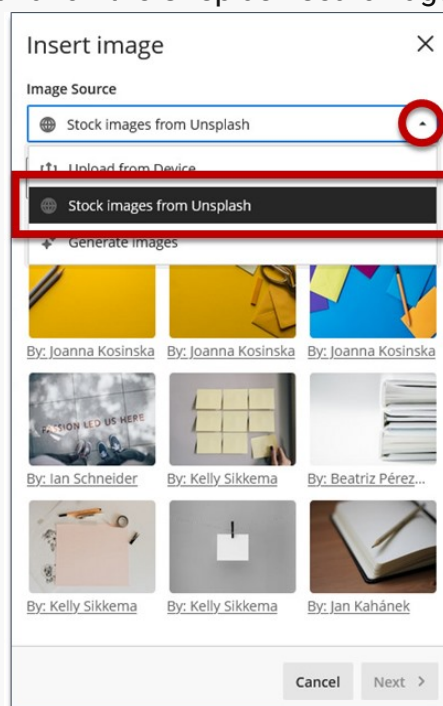 Insert image
Image Source
Stock images from Unsplash
Upload from Device
Stock images from Unsplash
Generate images
By: Joanna Kosinska By: Joanna Kosinska By: Joanna Kosinska
PASSION LED US HERE
By: Ian Schneider By: Kelly Sikkema By: Beatriz Pérez...
By: Kelly Sikkema By: Kelly Sikkema By: Jan Kahánek
Cancel Next >